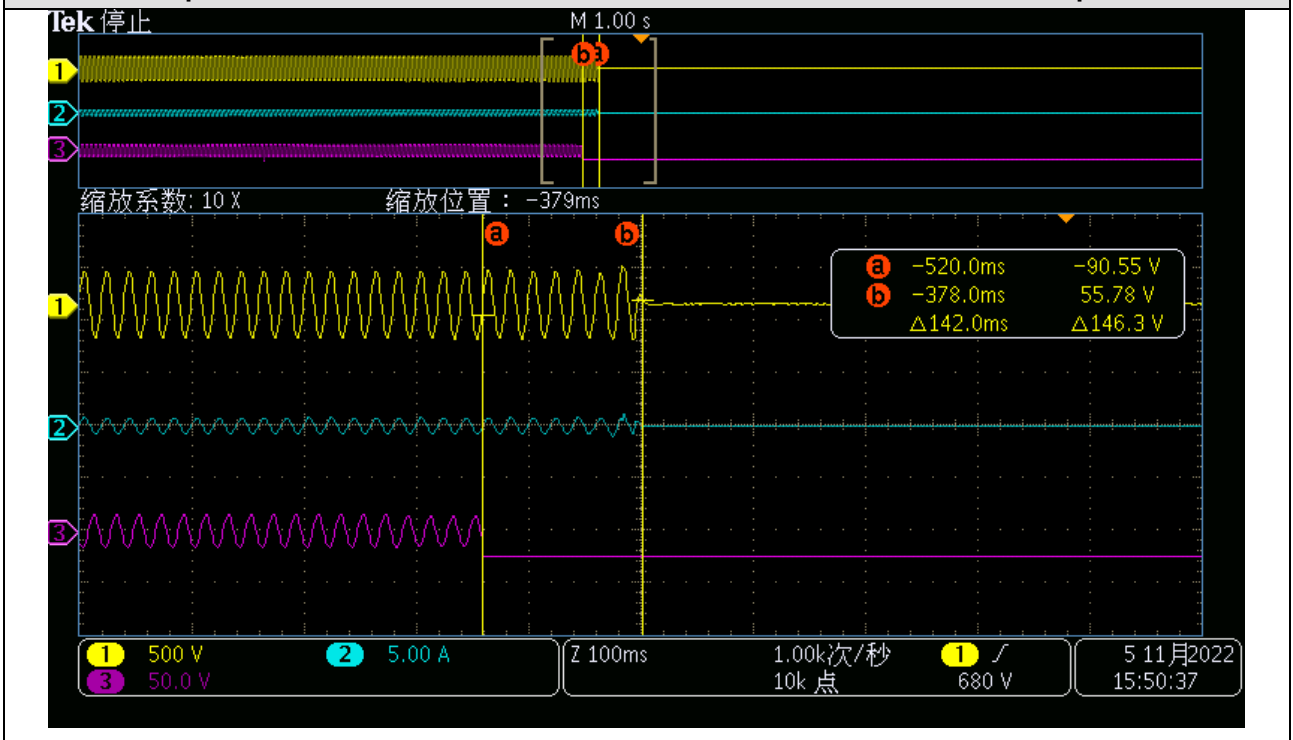 Tek 停止 M 1.00 s
b a
1
2
3
缩放系数: 10 X 缩放位置： -379ms
a b
a -520.0ms -90.55 V
b -378.0ms 55.78 V
△142.0ms △146.3 V
1
2
3
1 500 V 2 5.00 A Z 100ms 1.00k次/秒 1 5 11月2022
3 50.0 V 10k 点 680 V 15:50:37